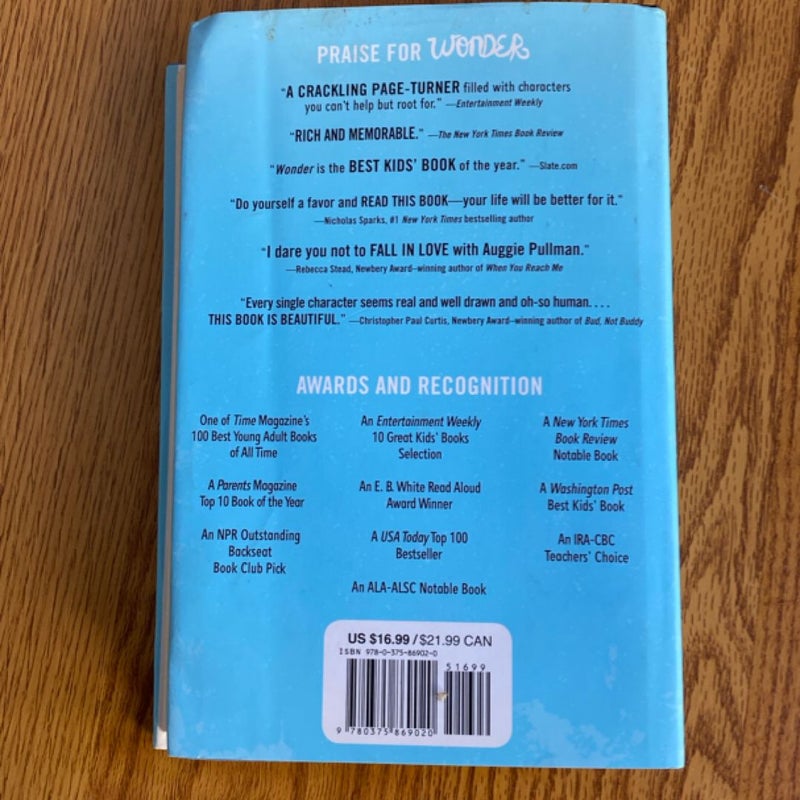 PRAISE FOR WONDER
"A CRACKLING PAGE-TURNER filled with characters
you can't help but root for." —Entertainment Weekly
"RICH AND MEMORABLE." —The New York Times Book Review
"Wonder is the BEST KIDS' BOOK of the year." —Slate.com
"Do yourself a favor and READ THIS BOOK—your life will be better for it."
—Nicholas Sparks, #1 New York Times bestselling author
"I dare you not to FALL IN LOVE with Auggie Pullman."
—Rebecca Stead, Newbery Award–winning author of When You Reach Me
"Every single character seems real and well drawn and oh-so human. . . .
THIS BOOK IS BEAUTIFUL." —Christopher Paul Curtis, Newbery Award–winning author of Bud, Not Buddy
AWARDS AND RECOGNITION
One of Time Magazine's
100 Best Young Adult Books
of All Time
An Entertainment Weekly
10 Great Kids' Books
Selection
A New York Times
Book Review
Notable Book
A Parents Magazine
Top 10 Book of the Year
An E. B. White Read Aloud
Award Winner
A Washington Post
Best Kids' Book
An NPR Outstanding
Backseat
Book Club Pick
A USA Today Top 100
Bestseller
An IRA-CBC
Teachers' Choice
An ALA-ALSC Notable Book
US $16.99 / $21.99 CAN
ISBN 978-0-375-86902-0
51699
9 780375 869020